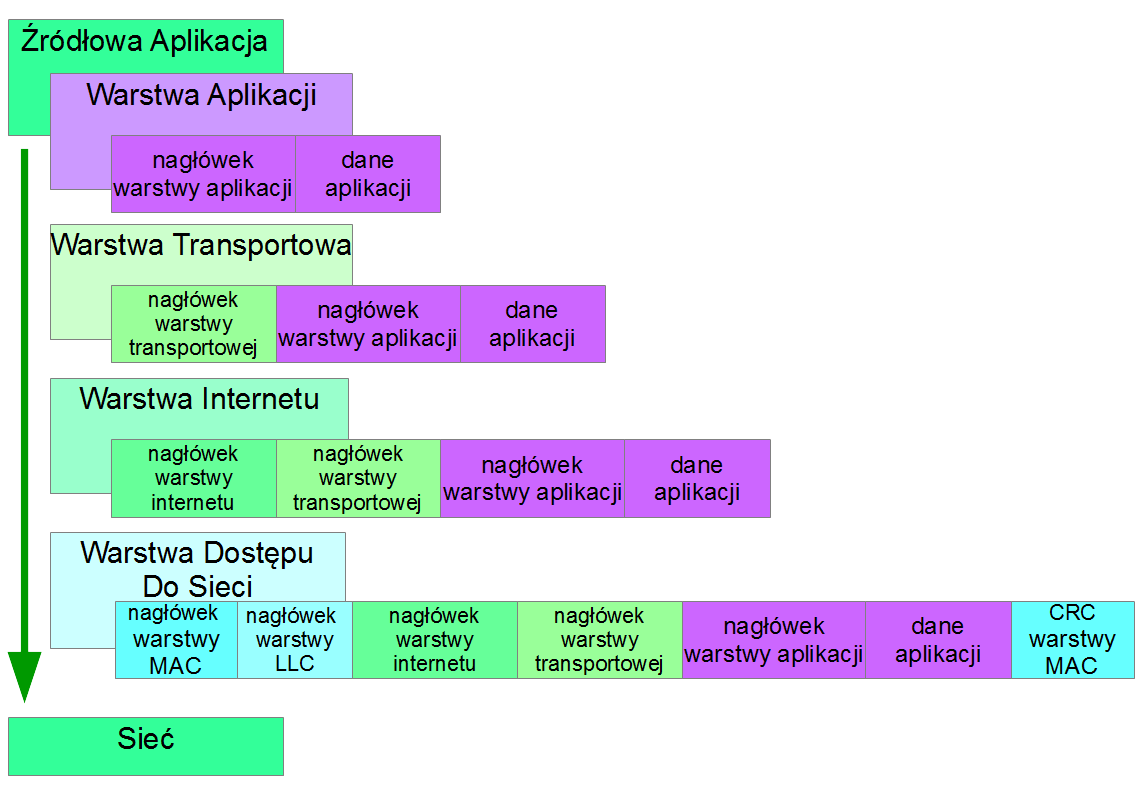 Źródłowa Aplikacja
Warstwa Aplikacji
nagłówek
warstwy aplikacji
dane
aplikacji
Warstwa Transportowa
nagłówek
warstwy
transportowej
nagłówek
warstwy aplikacji
dane
aplikacji
Warstwa Internetu
nagłówek
warstwy
internetu
nagłówek
warstwy
transportowej
nagłówek
warstwy aplikacji
dane
aplikacji
Warstwa Dostępu
Do Sieci
nagłówek
warstwy
MAC
nagłówek
warstwy
LLC
nagłówek
warstwy
internetu
nagłówek
warstwy
transportowej
nagłówek
warstwy aplikacji
dane
aplikacji
CRC
warstwy
MAC
Sieć